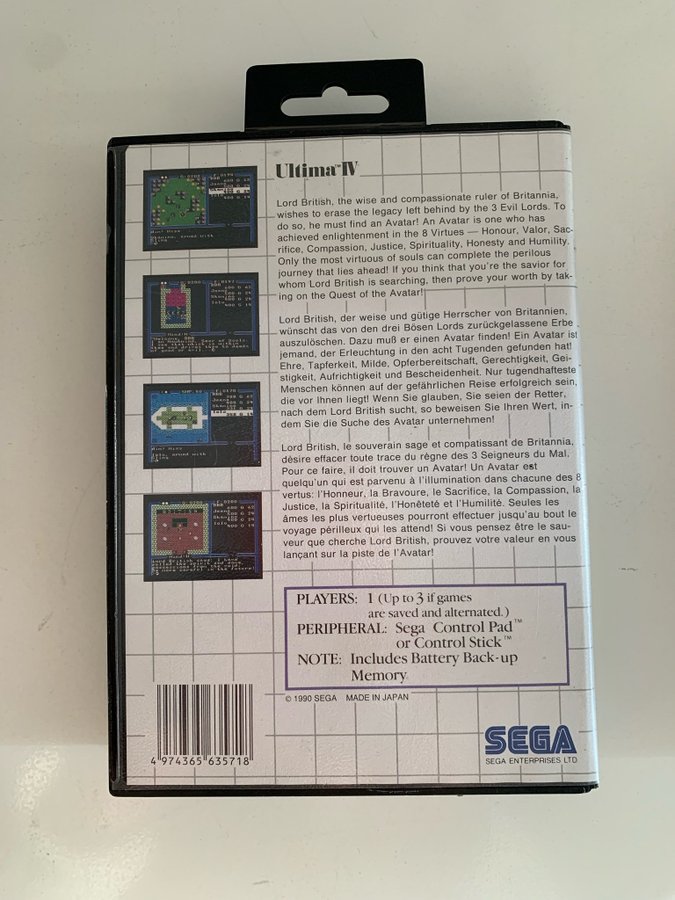 Ultima™IV
Lord British, the wise and compassionate ruler of Britannia,
wishes to erase the legacy left behind by the 3 Evil Lords. To
do so, he must find an Avatar! An Avatar is one who has
achieved enlightenment in the 8 Virtues — Honour, Valor, Sac-
rifice, Compassion, Justice, Spirituality, Honesty and Humility.
Only the most virtuous of souls can complete the perilous
journey that lies ahead! If you think that you're the savior for
whom Lord British is searching, then prove your worth by tak-
ing on the Quest of the Avatar!
Lord British, der weise und gütige Herrscher von Britannien,
wünscht das von den drei Bösen Lords zurückgelassene Erbe
auszulöschen. Dazu muß er einen Avatar finden! Ein Avatar ist
jemand, der Erleuchtung in den acht Tugenden gefunden hat!
Ehre, Tapferkeit, Milde, Opferbereitschaft, Gerechtigkeit, Gei-
stigkeit, Aufrichtigkeit und Bescheidenheit. Nur tugendhafteste
Menschen können auf der gefährlichen Reise erfolgreich sein,
die vor Ihnen liegt! Wenn Sie glauben, Sie seien der Retter,
nach dem Lord British sucht, so beweisen Sie Ihren Wert, in-
dem Sie die Suche des Avatar unternehmen!
Lord British, le souverain sage et compatissant de Britannia,
désire effacer toute trace du règne des 3 Seigneurs du Mal.
Pour ce faire, il doit trouver un Avatar! Un Avatar est
quelqu'un qui est parvenu à l'illumination dans chacune des 8
vertus: l'Honneur, la Bravoure, le Sacrifice, la Compassion, la
Justice, la Spiritualité, l'Honêteté et l'Humilité. Seules les
âmes les plus vertueuses pourront effectuer jusqu'au bout le
voyage périlleux qui les attend! Si vous pensez être le sau-
veur que cherche Lord British, prouvez votre valeur en vous
lançant sur la piste de l'Avatar!
PLAYERS: 1 (Up to 3 if games
are saved and alternated.)
PERIPHERAL: Sega Control Pad™
or Control Stick™
NOTE: Includes Battery Back-up
Memory
© 1990 SEGA MADE IN JAPAN
4 974365 635718
SEGA
SEGA ENTERPRISES LTD